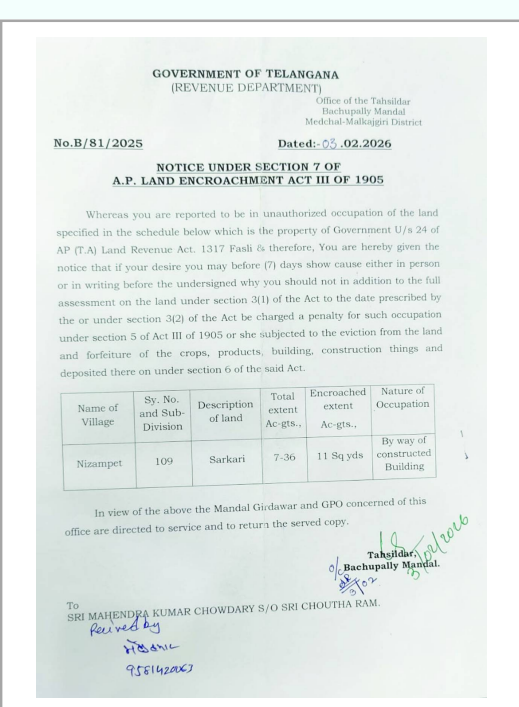 GOVERNMENT OF TELANGANA
(REVENUE DEPARTMENT)
Office of the Tahsildar
Bachupally Mandal
Medchal-Malkajgiri District
No.B/81/2025 Dated:- 03 .02.2026
NOTICE UNDER SECTION 7 OF
A.P. LAND ENCROACHMENT ACT III OF 1905
Whereas you are reported to be in unauthorized occupation of the land
specified in the schedule below which is the property of Government U/s 24 of
AP (T.A) Land Revenue Act. 1317 Fasli & therefore, You are hereby given the
notice that if your desire you may before (7) days show cause either in person
or in writing before the undersigned why you should not in addition to the full
assessment on the land under section 3(1) of the Act to the date prescribed by
the or under section 3(2) of the Act be charged a penalty for such occupation
under section 5 of Act III of 1905 or she subjected to the eviction from the land
and forfeiture of the crops, products, building, construction things and
deposited there on under section 6 of the said Act.
Name of Village
Sy. No. and Sub-Division
Description of land
Total extent Ac-gts.,
Encroached extent Ac-gts.,
Nature of Occupation
Nizampet
109
Sarkari
7-36
11 Sq yds
By way of constructed Building
In view of the above the Mandal Girdawar and GPO concerned of this
office are directed to service and to return the served copy.
Tahsildar,
Bachupally Mandal.
3/02/2026
o/c
3/02
To
SRI MAHENDRA KUMAR CHOWDARY S/O SRI CHOUTHA RAM.
Reived by
9581420063